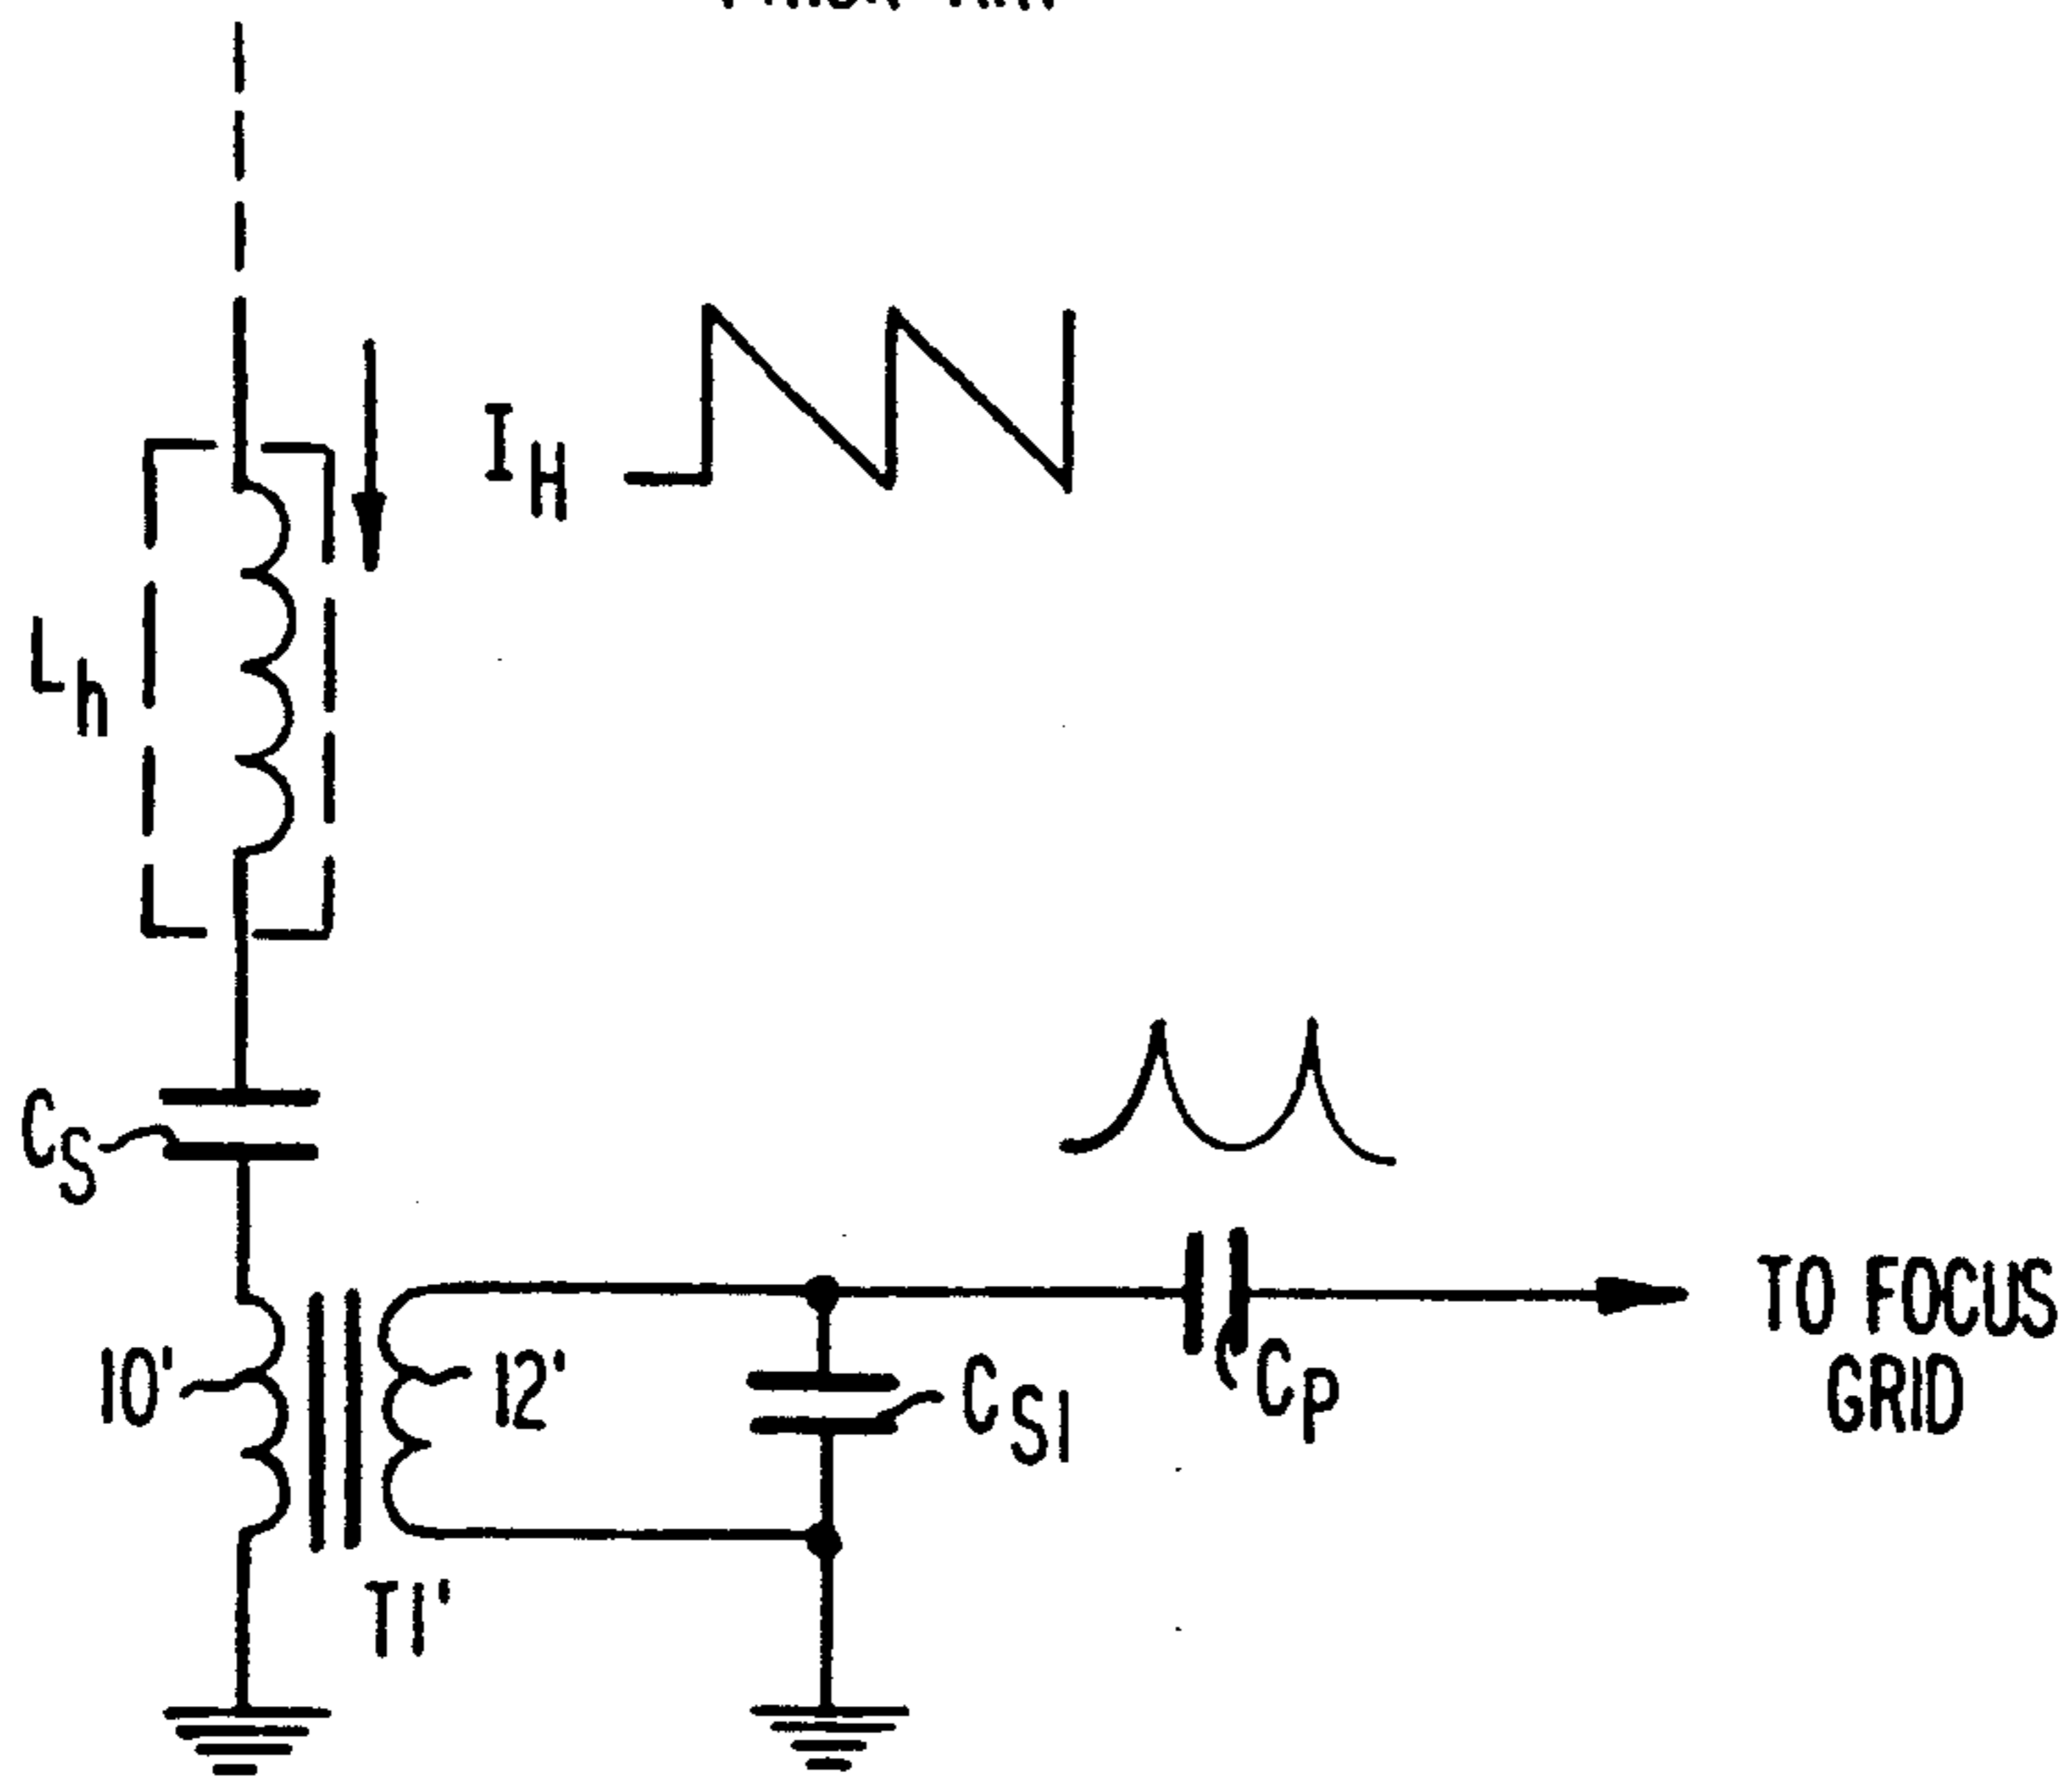 I_H
L_h
C_S
TO FOCUS
GRID
10'
12'
C_S1
C_P
T1'